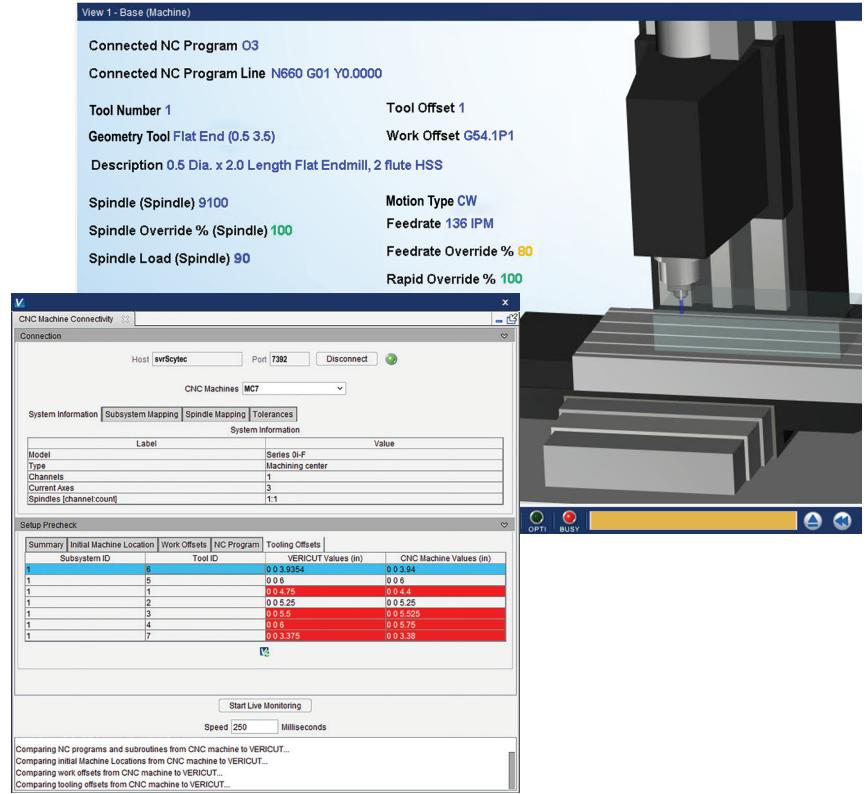 View 1 - Base (Machine)
Connected NC Program O3
Connected NC Program Line N660 G01 Y0.0000
Tool Number 1 Tool Offset 1
Geometry Tool Flat End (0.5 3.5) Work Offset G54.1P1
Description 0.5 Dia. x 2.0 Length Flat Endmill, 2 flute HSS
Spindle (Spindle) 9100 Motion Type CW
Feedrate 136 IPM
Spindle Override % (Spindle) 100
Feedrate Override % 80
Spindle Load (Spindle) 90
Rapid Override % 100
OPTI BUSY
V x
CNC Machine Connectivity
Connection
Host svrScytec Port 7392 Disconnect
CNC Machines MC7
System Information Subsystem Mapping Spindle Mapping Tolerances
System Information
Label Value
Model Series 0i-F
Type Machining center
Channels 1
Current Axes 3
Spindles [channel:count] 1:1
Setup Precheck
Summary Initial Machine Location Work Offsets NC Program Tooling Offsets
Subsystem ID Tool ID VERICUT Values (in) CNC Machine Values (in)
1 6 0 0 3.9354 0 0 3.94
1 5 0 0 6 0 0 6
1 1 0 0 4.75 0 0 4.4
1 2 0 0 5.25 0 0 5.25
1 3 0 0 5.5 0 0 5.525
1 4 0 0 6 0 0 5.75
1 7 0 0 3.375 0 0 3.38
Start Live Monitoring
Speed 250 Milliseconds
Comparing NC programs and subroutines from CNC machine to VERICUT...
Comparing initial Machine Locations from CNC machine to VERICUT...
Comparing work offsets from CNC machine to VERICUT...
Comparing tooling offsets from CNC machine to VERICUT...